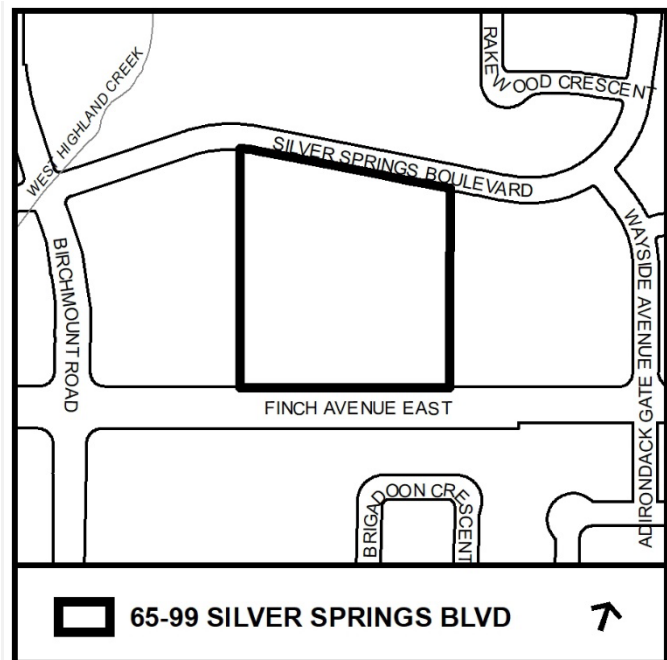 RAKEWOOD CRESCENT
WEST HIGHLAND CREEK
SILVER SPRINGS BOULEVARD
BIRCHMOUNT ROAD
WAYSIDE AVENUE
ADIRONDACK GATE
FINCH AVENUE EAST
BRIGADOON CRESCENT
65-99 SILVER SPRINGS BLVD